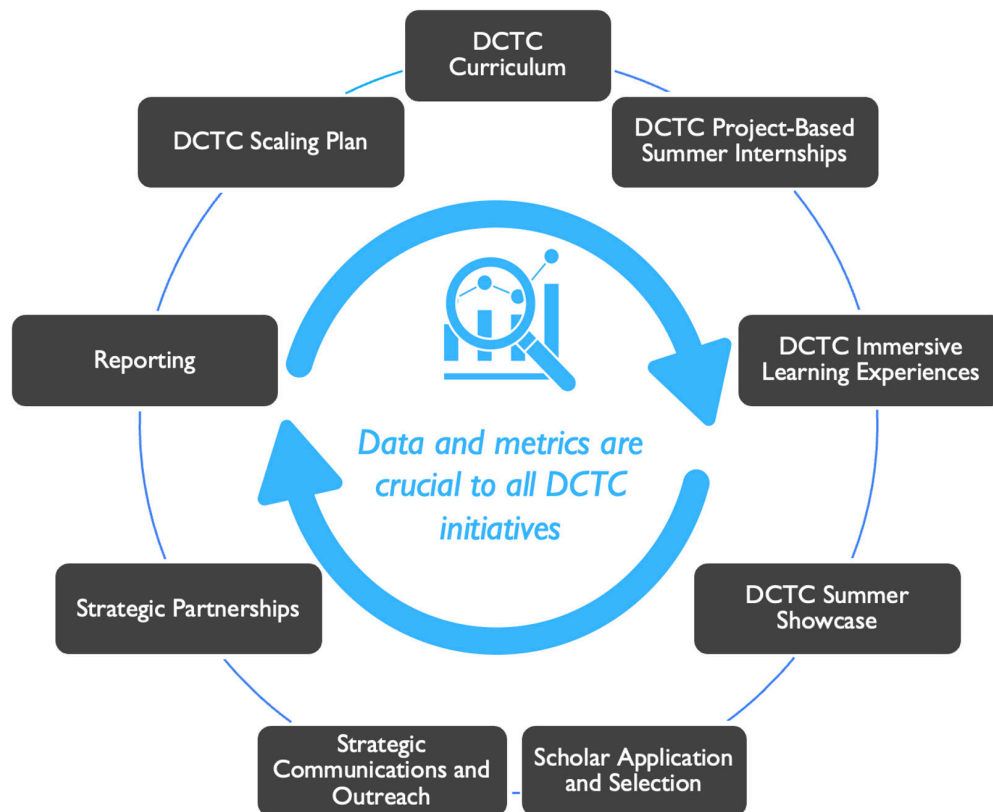 DCTC
Curriculum
DCTC Project-Based
Summer Internships
DCTC Immersive
Learning Experiences
DCTC Summer
Showcase
Scholar Application
and Selection
Strategic
Communications and
Outreach
Strategic Partnerships
Reporting
DCTC Scaling Plan
Data and metrics are
crucial to all DCTC
initiatives